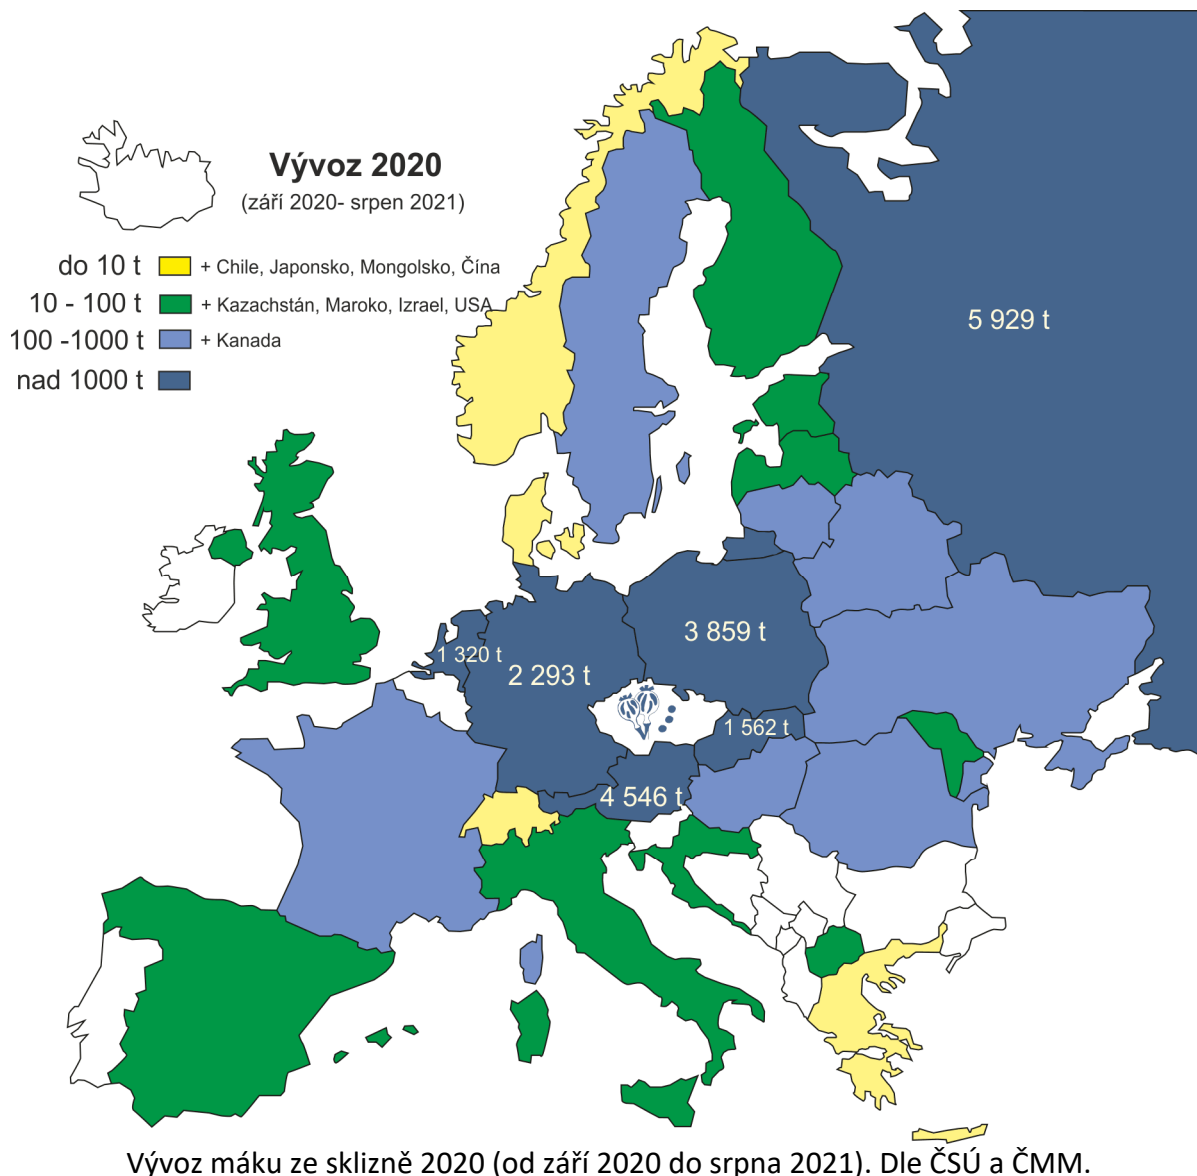 Vývoz 2020
(září 2020- srpen 2021)
do 10 t + Chile, Japonsko, Mongolsko, Čína
10 - 100 t + Kazachstán, Maroko, Izrael, USA
100 -1000 t + Kanada
nad 1000 t
5 929 t
3 859 t
1 320 t
2 293 t
1 562 t
4 546 t
Vývoz máku ze sklizně 2020 (od září 2020 do srpna 2021). Dle ČSÚ a ČMM.